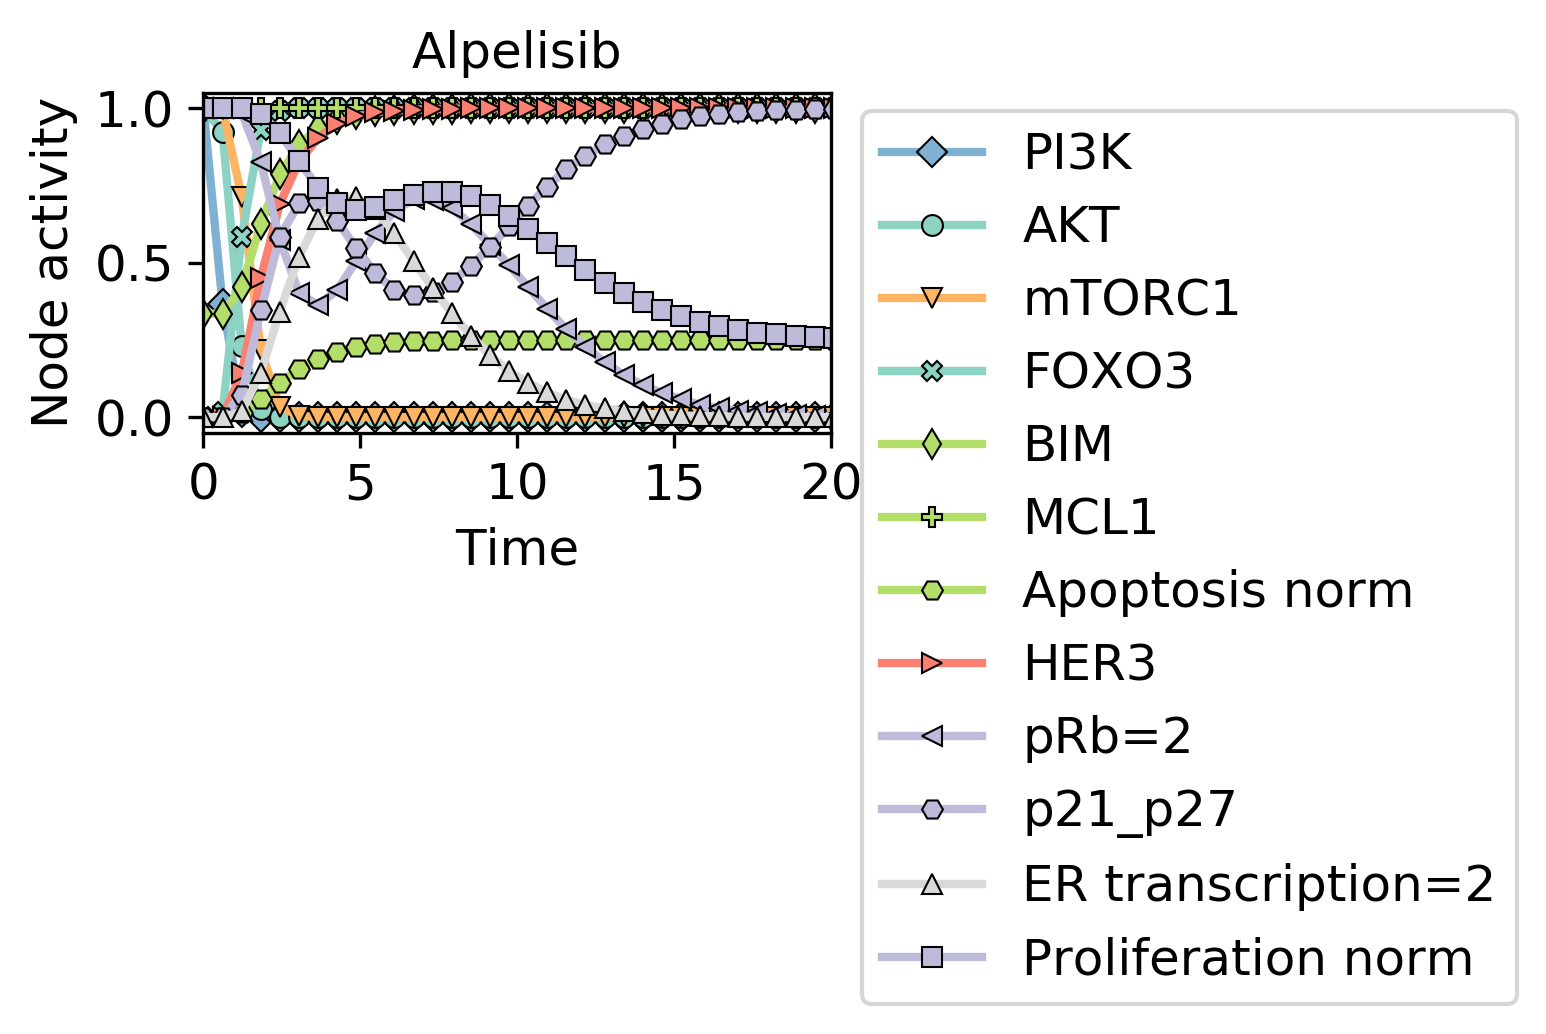 Alpelisib
Node activity
1.0
0.5
0.0
0 5 10 15 20
Time
PI3K
AKT
mTORC1
FOXO3
BIM
MCL1
Apoptosis norm
HER3
pRb=2
p21_p27
ER transcription=2
Proliferation norm